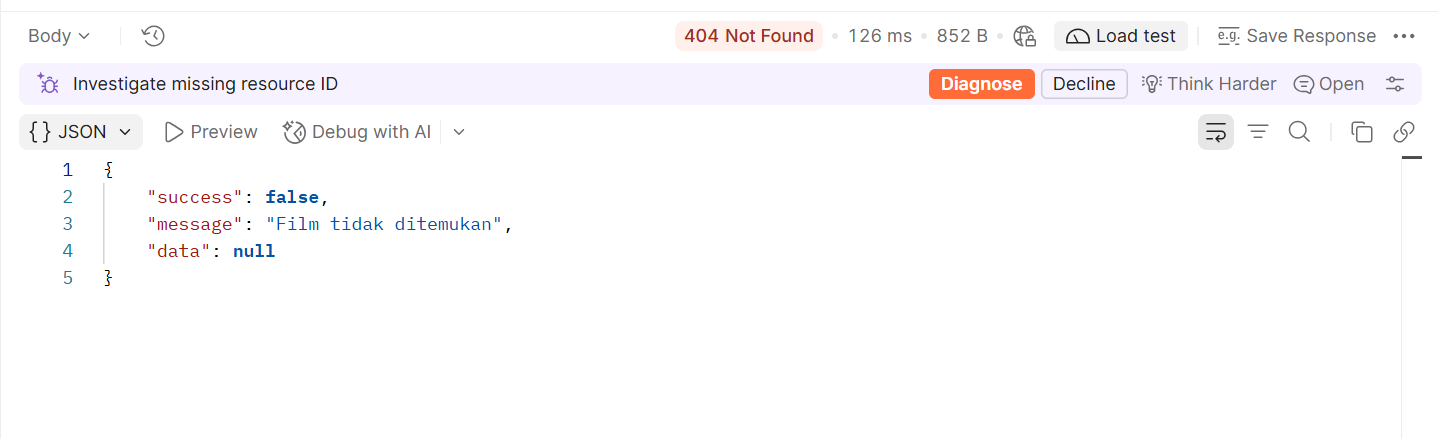 Body 404 Not Found 126 ms 852 B Load test e.g. Save Response
Investigate missing resource ID Diagnose Decline Think Harder Open
{} JSON Preview Debug with AI
1 {
2 "success": false,
3 "message": "Film tidak ditemukan",
4 "data": null
5 }